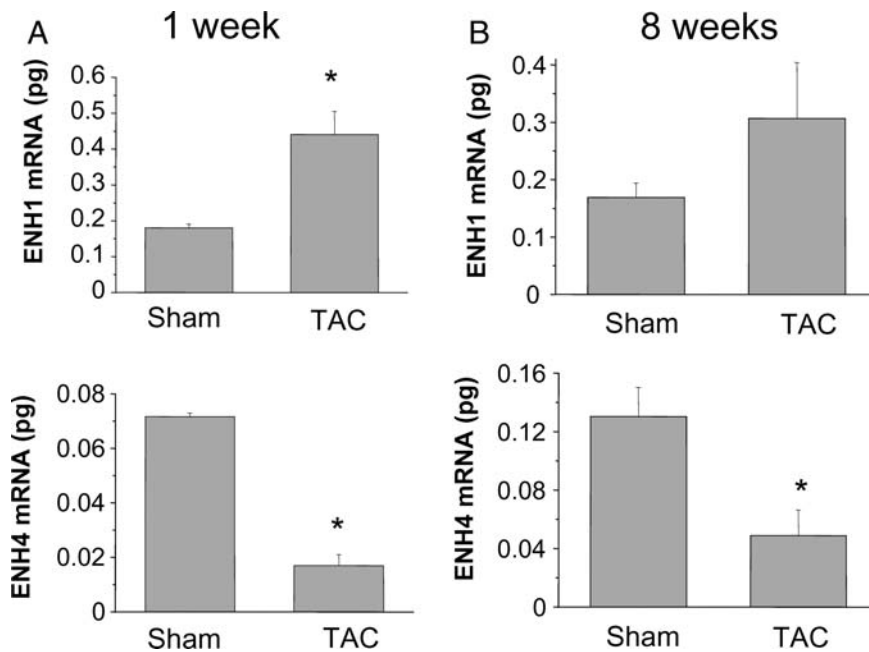 A 1 week
ENH1 mRNA (pg)
0.6
0.5
0.4
0.3
0.2
0.1
0
*
Sham TAC
B 8 weeks
ENH1 mRNA (pg)
0.4
0.3
0.2
0.1
0
Sham TAC
ENH4 mRNA (pg)
0.08
0.06
0.04
0.02
0
*
Sham TAC
ENH4 mRNA (pg)
0.16
0.12
0.08
0.04
0
*
Sham TAC